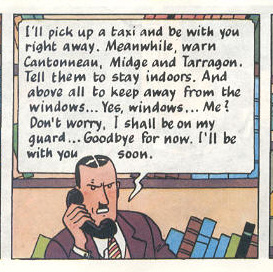 I'll pick up a taxi and be with you
right away. Meanwhile, warn
Cantonneau, Midge and Tarragon.
Tell them to stay indoors. And
above all to keep away from the
windows... Yes, windows... Me?
Don't worry, I shall be on my
guard... Goodbye for now. I'll be
with you soon.